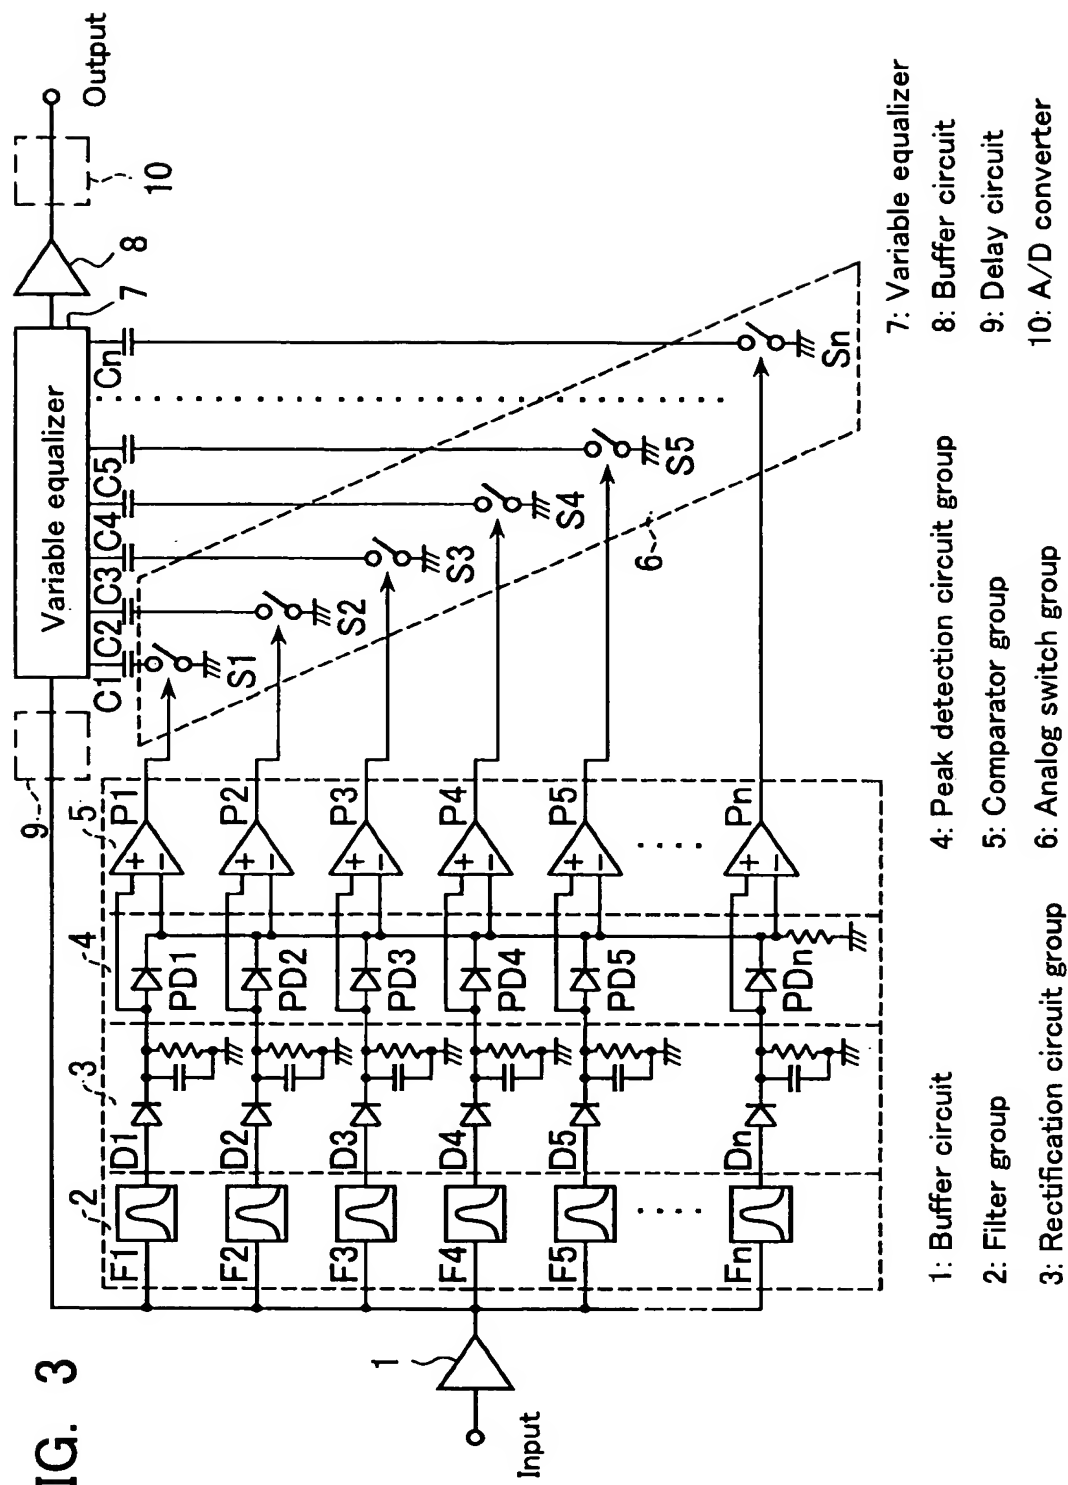 IG. 3
Input
1
2
3
4
5
9
F1
D1
PD1
P1
F2
D2
PD2
P2
F3
D3
PD3
P3
F4
D4
PD4
P4
F5
D5
PD5
P5
Fn
Dn
PDn
Pn
+
−
+
−
+
−
+
−
+
−
+
−
Variable equalizer
7
8
10
Output
C1
C2
C3
C4
C5
Cn
S1
S2
S3
S4
S5
Sn
6
1: Buffer circuit
2: Filter group
3: Rectification circuit group
4: Peak detection circuit group
5: Comparator group
6: Analog switch group
7: Variable equalizer
8: Buffer circuit
9: Delay circuit
10: A/D converter